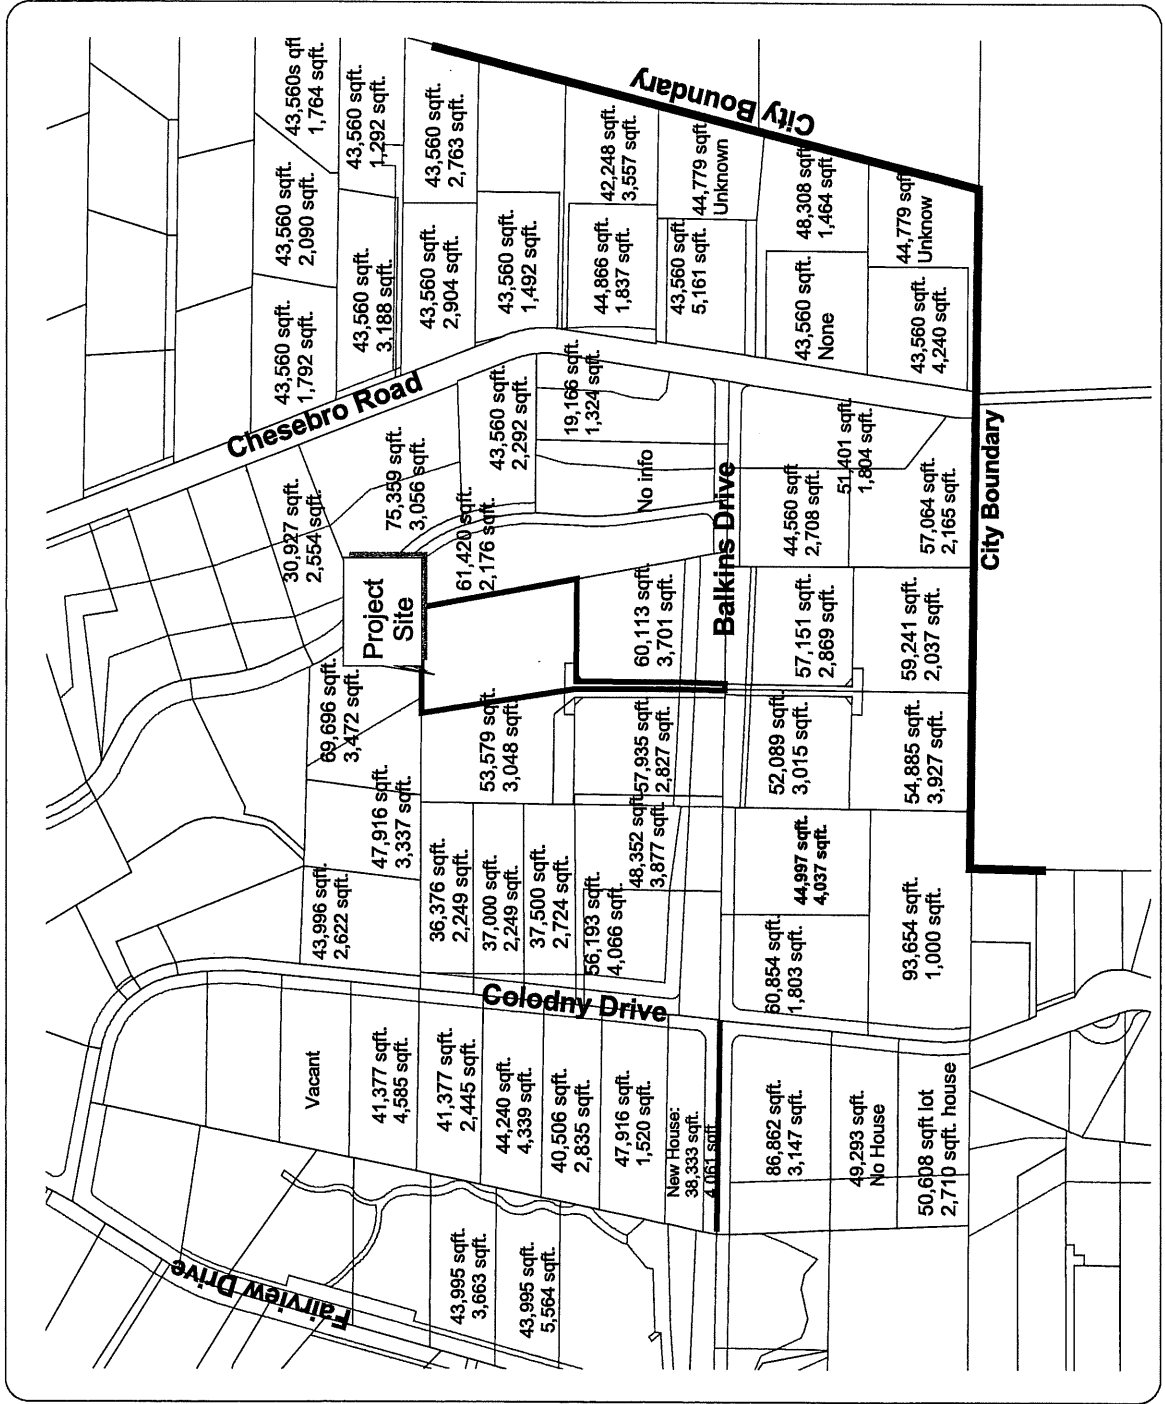 43,560s qft
1,764 sqft.
43,560 sqft.
2,090 sqft.
43,560 sqft.
1,792 sqft.
43,560 sqft.
1,292 sqft.
43,560 sqft.
3,188 sqft.
43,560 sqft.
2,763 sqft.
43,560 sqft.
2,904 sqft.
43,560 sqft.
1,492 sqft.
42,248 sqft.
3,557 sqft.
44,866 sqft.
1,837 sqft.
44,779 sqft.
Unknown
43,560 sqft.
5,161 sqft.
48,308 sqft
1,464 sqft
43,560 sqft.
None
44,779 sqft
Unknow
43,560 sqft.
4,240 sqft.
City Boundary
Chesebro Road
30,927 sqft.
2,554 sqft.
75,359 sqft.
3,056 sqft.
43,560 sqft.
2,292 sqft.
19,166 sqft.
1,324 sqft.
61,420 sqft.
2,176 sqft.
No info
Balkins Drive
44,560 sqft.
2,708 sqft.
51,401 sqft.
1,804 sqft.
57,064 sqft.
2,165 sqft.
City Boundary
Project
Site
60,113 sqft.
3,701 sqft.
57,151 sqft.
2,869 sqft.
59,241 sqft.
2,037 sqft.
69,696 sqft.
3,472 sqft.
53,579 sqft.
3,048 sqft.
57,935 sqft.
2,827 sqft.
52,089 sqft.
3,015 sqft.
54,885 sqft.
3,927 sqft.
47,916 sqft.
3,337 sqft.
48,352 sqft.
3,877 sqft.
44,997 sqft.
4,037 sqft.
43,996 sqft.
2,622 sqft.
36,376 sqft.
2,249 sqft.
37,000 sqft.
2,249 sqft.
37,500 sqft.
2,724 sqft.
56,193 sqft.
4,066 sqft.
60,854 sqft.
1,803 sqft.
93,654 sqft.
1,000 sqft.
Colodny Drive
Vacant
41,377 sqft.
4,585 sqft.
41,377 sqft.
2,445 sqft.
44,240 sqft.
4,339 sqft.
40,506 sqft.
2,835 sqft.
47,916 sqft.
1,520 sqft.
New House:
38,333 sqft.
4,061 sqft.
86,862 sqft.
3,147 sqft.
49,293 sqft.
No House
50,608 sqft lot
2,710 sqft. house
43,995 sqft.
3,663 sqft.
43,995 sqft.
5,564 sqft.
Fairview Drive